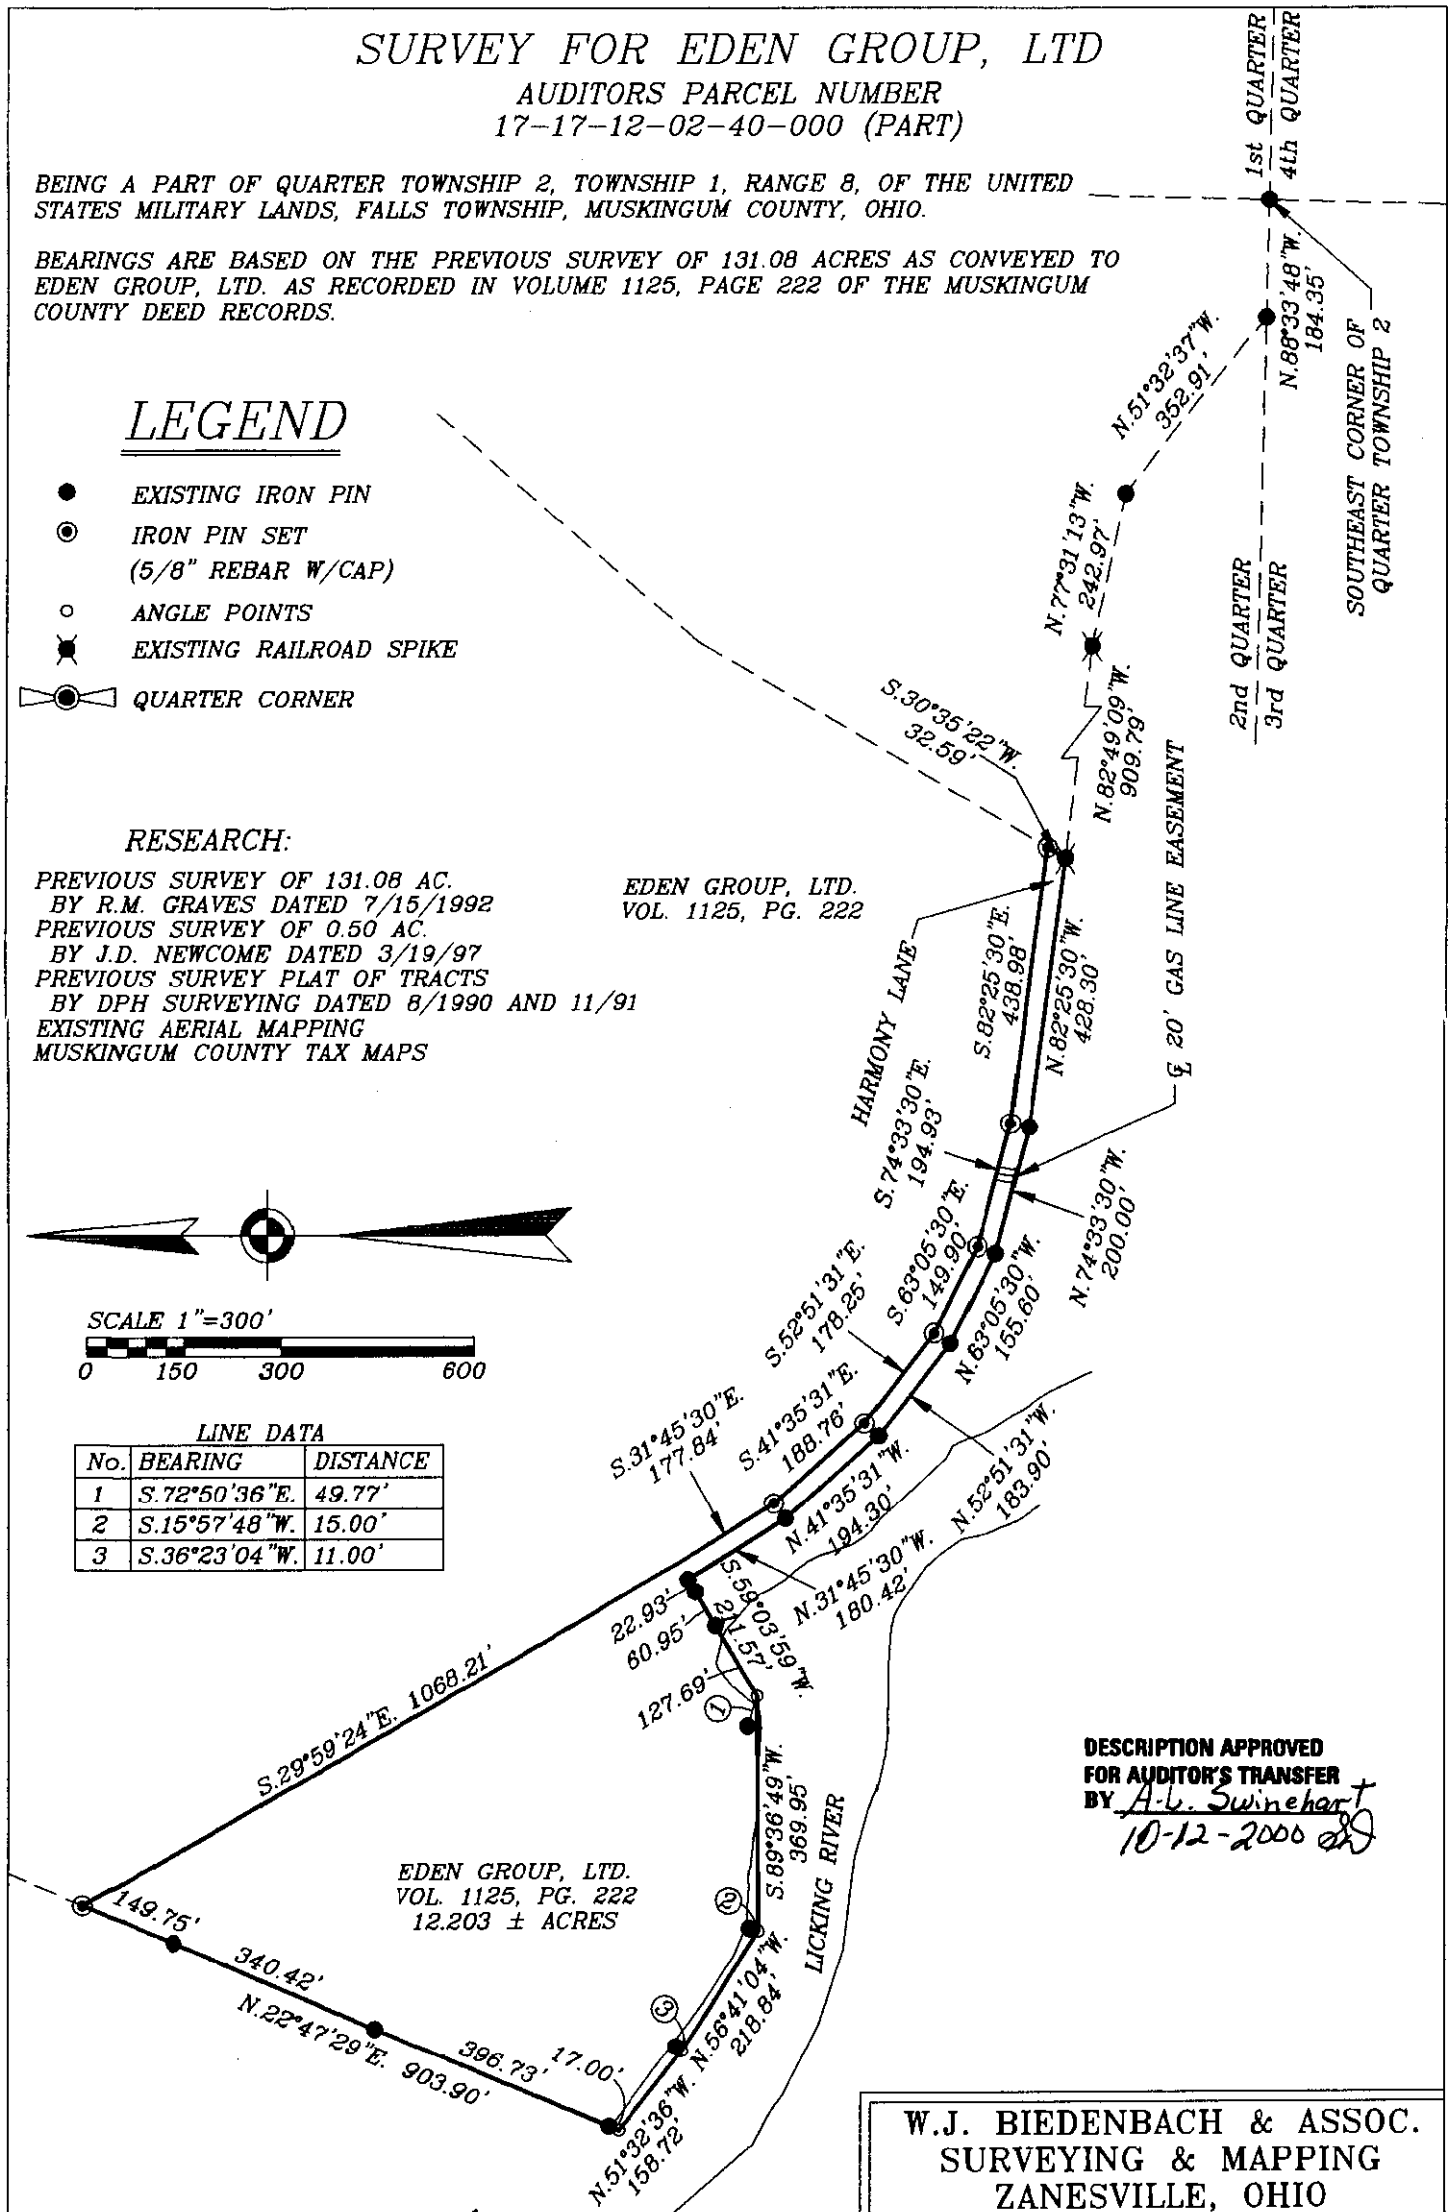 SURVEY FOR EDEN GROUP, LTD
AUDITORS PARCEL NUMBER
17-17-12-02-40-000 (PART)
1st QUARTER
4th QUARTER
BEING A PART OF QUARTER TOWNSHIP 2, TOWNSHIP 1, RANGE 8, OF THE UNITED
STATES MILITARY LANDS, FALLS TOWNSHIP, MUSKINGUM COUNTY, OHIO.
BEARINGS ARE BASED ON THE PREVIOUS SURVEY OF 131.08 ACRES AS CONVEYED TO
EDEN GROUP, LTD. AS RECORDED IN VOLUME 1125, PAGE 222 OF THE MUSKINGUM
COUNTY DEED RECORDS.
N.88°33'48"W.
184.35'
SOUTHEAST CORNER OF
QUARTER TOWNSHIP 2
N.51°32'37"W.
352.91'
N.77°31'13"W.
242.97'
2nd QUARTER
3rd QUARTER
LEGEND
EXISTING IRON PIN
IRON PIN SET
(5/8" REBAR W/CAP)
ANGLE POINTS
EXISTING RAILROAD SPIKE
QUARTER CORNER
S.30°35'22"W.
32.59'
N.82°49'09"W.
909.79'
RESEARCH:
PREVIOUS SURVEY OF 131.08 AC.
BY R.M. GRAVES DATED 7/15/1992
PREVIOUS SURVEY OF 0.50 AC.
BY J.D. NEWCOME DATED 3/19/97
PREVIOUS SURVEY PLAT OF TRACTS
BY DPH SURVEYING DATED 8/1990 AND 11/91
EXISTING AERIAL MAPPING
MUSKINGUM COUNTY TAX MAPS
EDEN GROUP, LTD.
VOL. 1125, PG. 222
HARMONY LANE
S.82°25'30"E.
438.98'
N.82°25'30"W.
428.30'
℄ 20' GAS LINE EASEMENT
S.74°33'30"E.
194.93'
N.74°33'30"W.
200.00'
S.63°05'30"E.
149.90'
N.63°05'30"W.
155.60'
S.52°51'31"E.
178.25'
N.52°51'31"W.
183.90'
S.41°35'31"E.
188.76'
N.41°35'31"W.
194.30'
S.31°45'30"E.
177.84'
N.31°45'30"W.
180.42'
SCALE 1"=300'
0 150 300 600
LINE DATA
No. BEARING DISTANCE
1 S.72°50'36"E. 49.77'
2 S.15°57'48"W. 15.00'
3 S.36°23'04"W. 11.00'
22.93'
60.95'
127.69'
S.59°03'59"W.
211.57'
1
S.29°59'24"E. 1068.21'
S.89°36'49"W.
369.95'
LICKING RIVER
DESCRIPTION APPROVED
FOR AUDITOR'S TRANSFER
BY A.L. Swinehart
10-12-2000
EDEN GROUP, LTD.
VOL. 1125, PG. 222
12.203 ± ACRES
2
149.75'
340.42'
N.22°47'29"E. 903.90'
396.73'
17.00'
3
N.56°41'04"W.
218.84'
N.51°32'36"W.
158.72'
W.J. BIEDENBACH & ASSOC.
SURVEYING & MAPPING
ZANESVILLE, OHIO